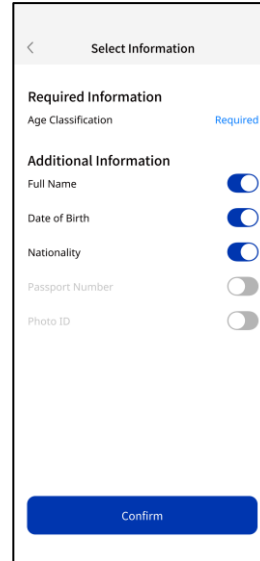 Select Information
Required Information
Age Classification Required
Additional Information
Full Name
Date of Birth
Nationality
Passport Number
Photo ID
Confirm